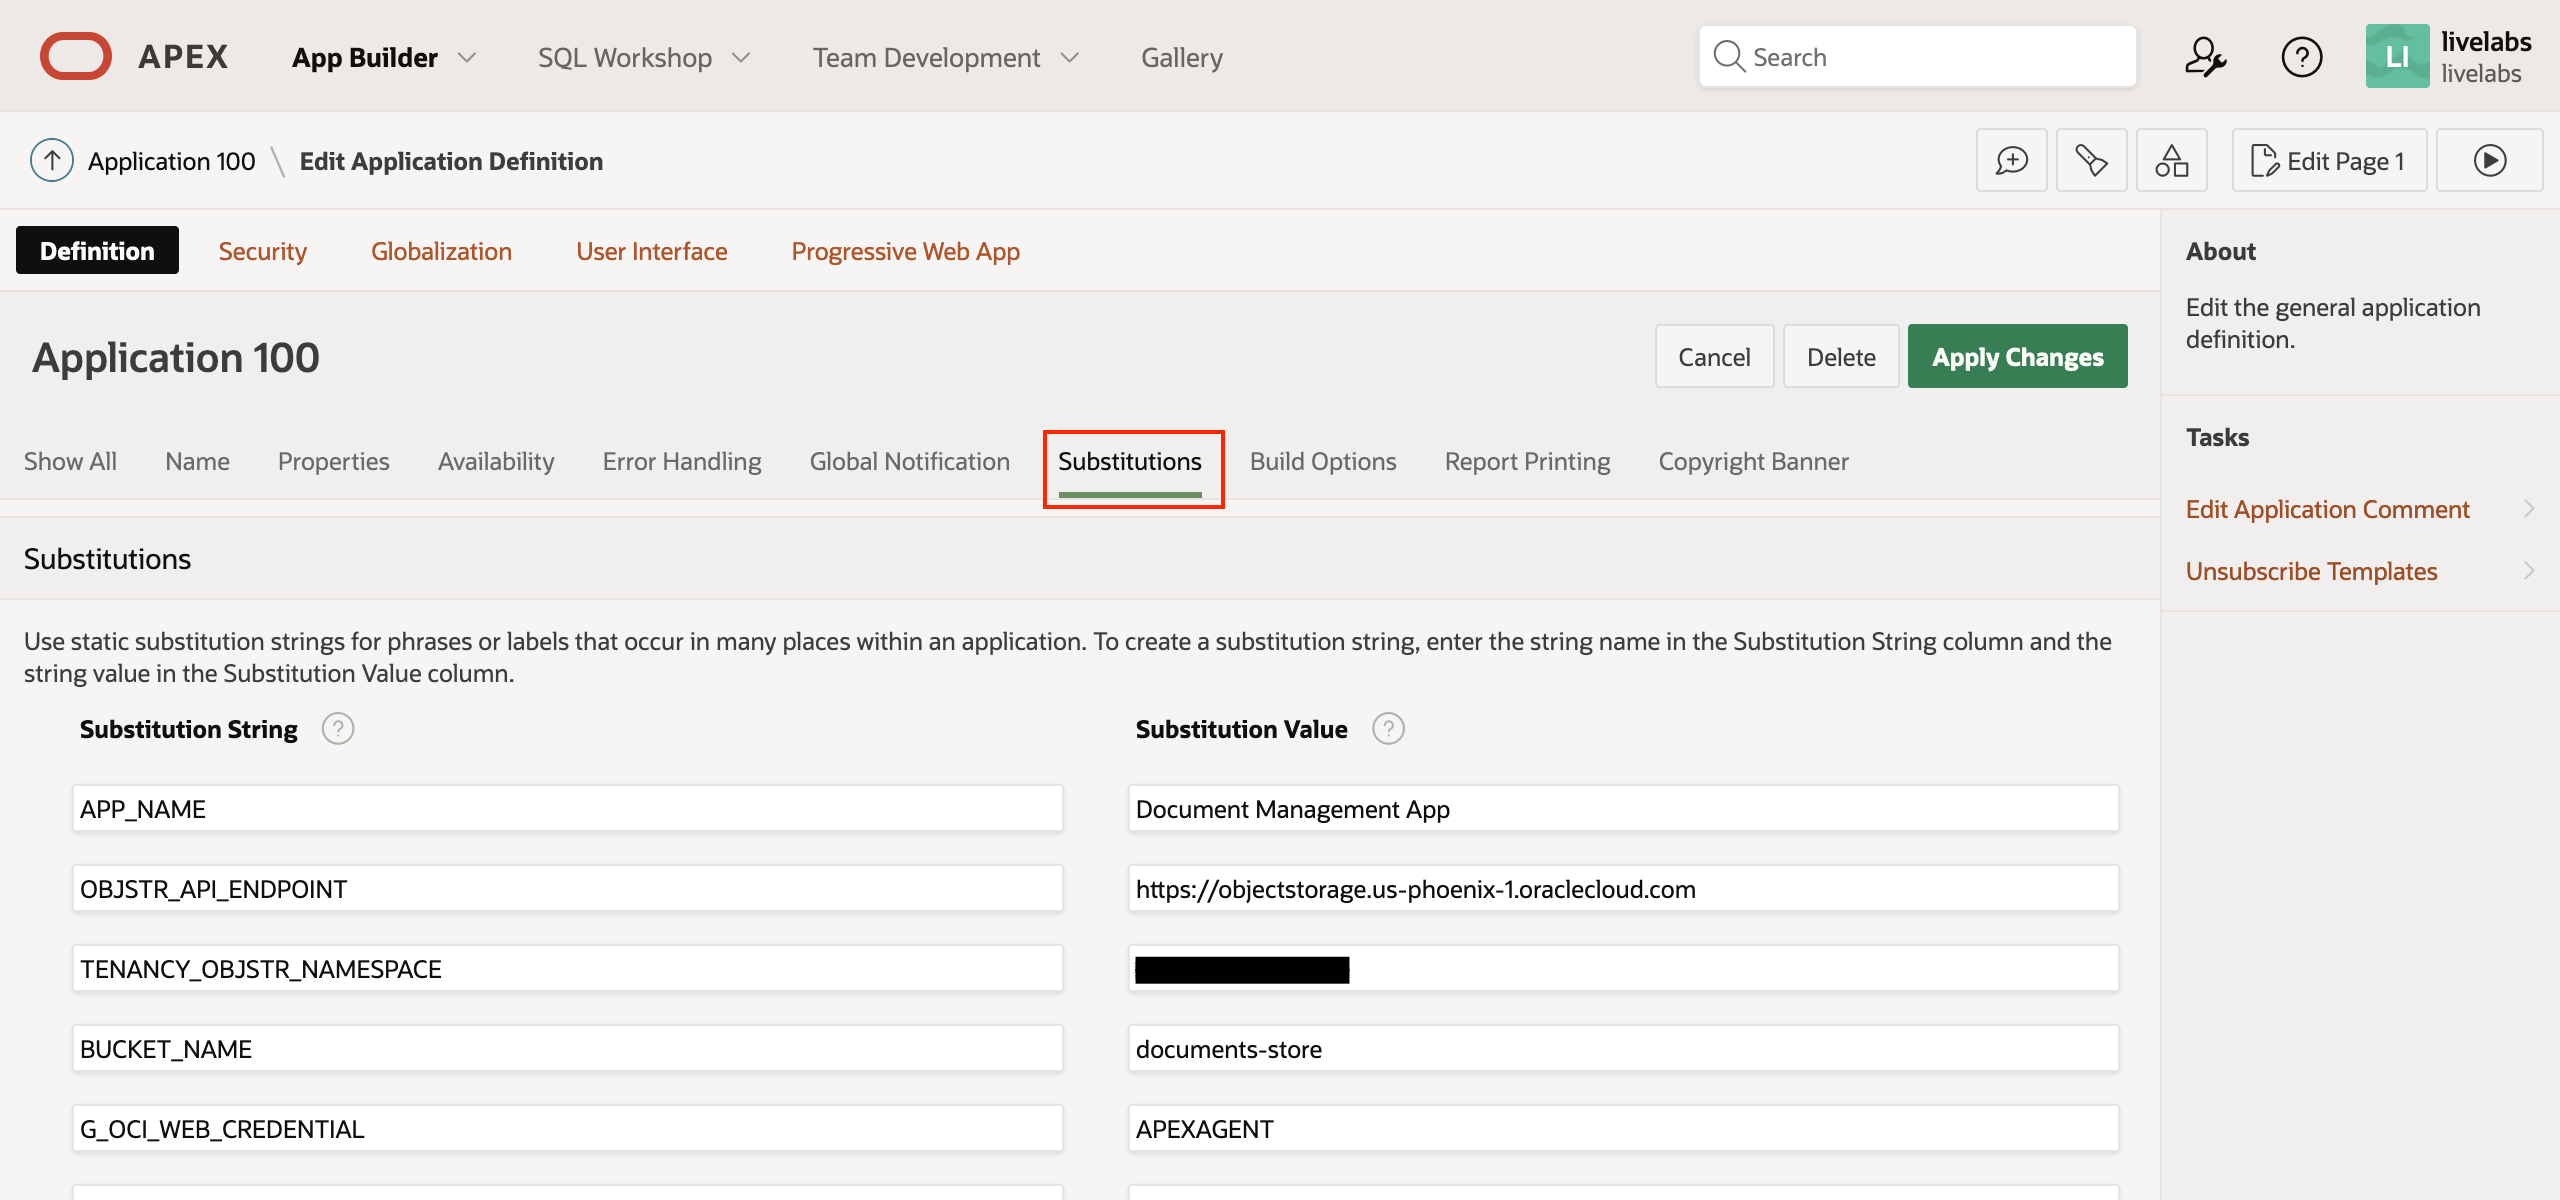 APEX App Builder SQL Workshop Team Development Gallery Search LI livelabs
livelabs
Application 100 \ Edit Application Definition Edit Page 1
Definition Security Globalization User Interface Progressive Web App
About
Edit the general application
definition.
Application 100 Cancel Delete Apply Changes
Show All Name Properties Availability Error Handling Global Notification Substitutions Build Options Report Printing Copyright Banner
Tasks
Edit Application Comment
Unsubscribe Templates
Substitutions
Use static substitution strings for phrases or labels that occur in many places within an application. To create a substitution string, enter the string name in the Substitution String column and the
string value in the Substitution Value column.
Substitution String ? Substitution Value ?
APP_NAME Document Management App
OBJSTR_API_ENDPOINT https://objectstorage.us-phoenix-1.oraclecloud.com
TENANCY_OBJSTR_NAMESPACE
BUCKET_NAME documents-store
G_OCI_WEB_CREDENTIAL APEXAGENT